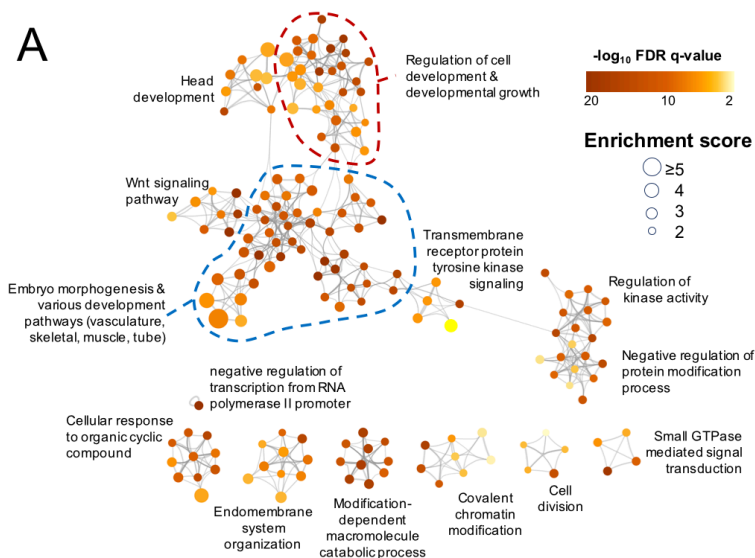 A
Head
development
Regulation of cell
development &
developmental growth
-log₁₀ FDR q-value
20 10 2
Enrichment score
≥5
4
3
2
Wnt signaling
pathway
Transmembrane
receptor protein
tyrosine kinase
signaling
Embryo morphogenesis &
various development
pathways (vasculature,
skeletal, muscle, tube)
Regulation of
kinase activity
Negative regulation of
protein modification
process
negative regulation of
transcription from RNA
polymerase II promoter
Cellular response
to organic cyclic
compound
Endomembrane
system
organization
Modification-
dependent
macromolecule
catabolic process
Covalent
chromatin
modification
Cell
division
Small GTPase
mediated signal
transduction